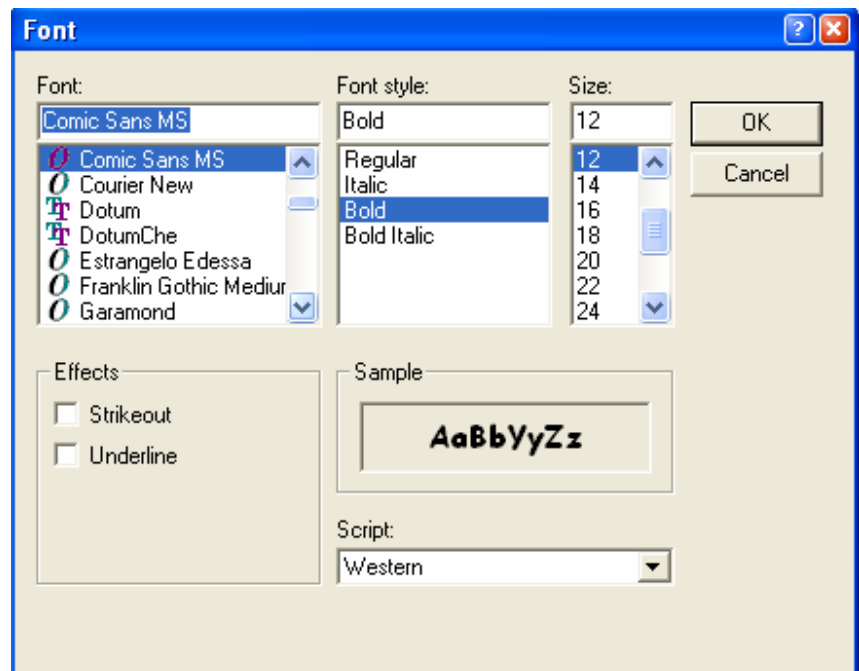 Font
Font: Font style: Size:
Comic Sans MS Bold 12 OK
Comic Sans MS Regular 12 Cancel
Courier New Italic 14
Dotum Bold 16
DotumChe Bold Italic 18
Estrangelo Edessa 20
Franklin Gothic Mediur 22
Garamond 24
Effects Sample
Strikeout
Underline
AaBbYyZz
Script:
Western